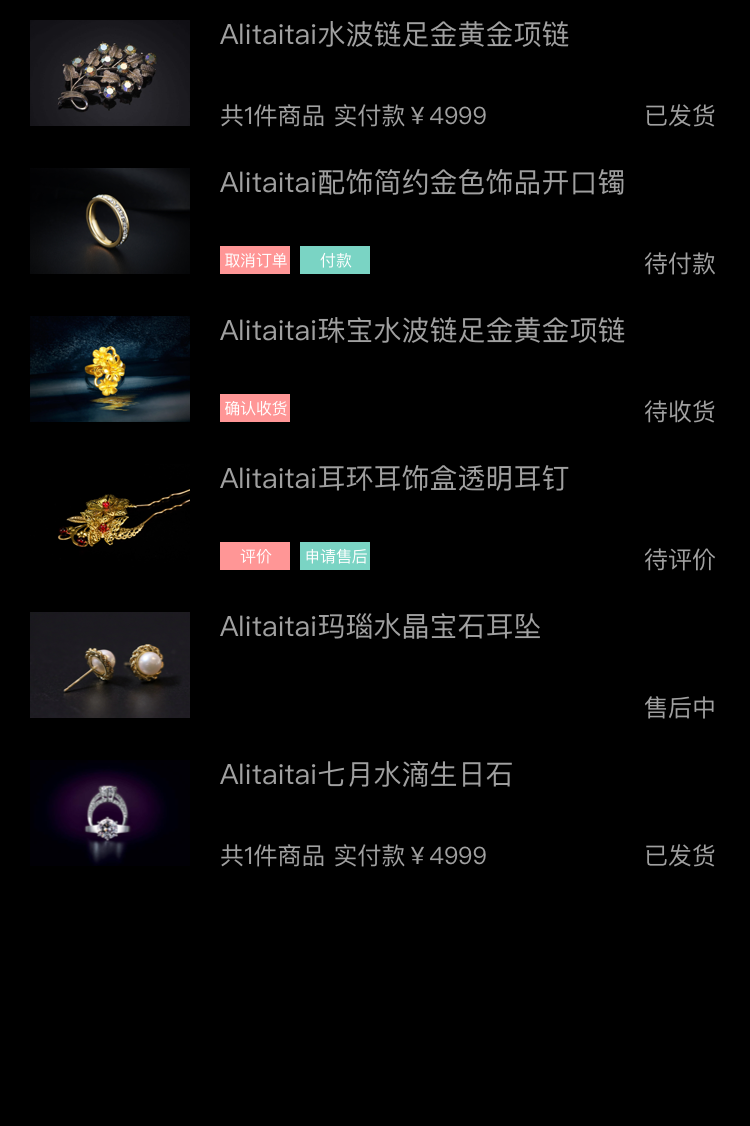 Alitaitai水波链足金黄金项链
共1件商品 实付款￥4999 已发货
Alitaitai配饰简约金色饰品开口镯
取消订单 付款 待付款
Alitaitai珠宝水波链足金黄金项链
确认收货 待收货
Alitaitai耳环耳饰盒透明耳钉
评价 申请售后 待评价
Alitaitai玛瑙水晶宝石耳坠
售后中
Alitaitai七月水滴生日石
共1件商品 实付款￥4999 已发货